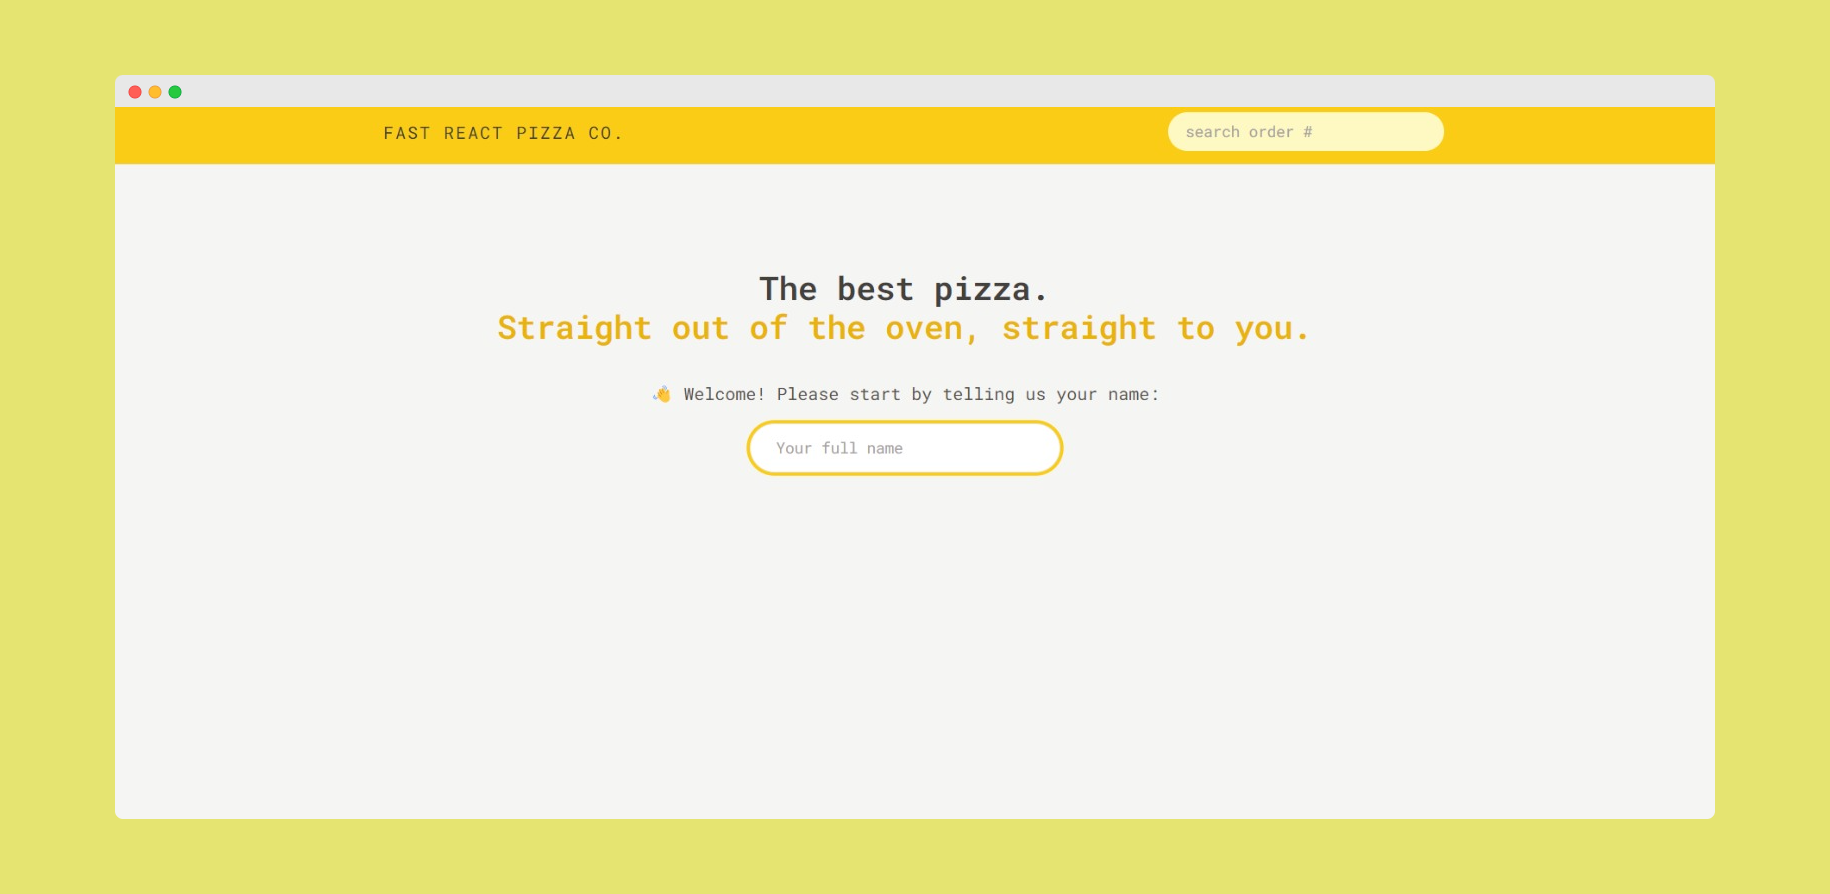 FAST REACT PIZZA CO.
search order #
The best pizza.
Straight out of the oven, straight to you.
👋 Welcome! Please start by telling us your name:
Your full name